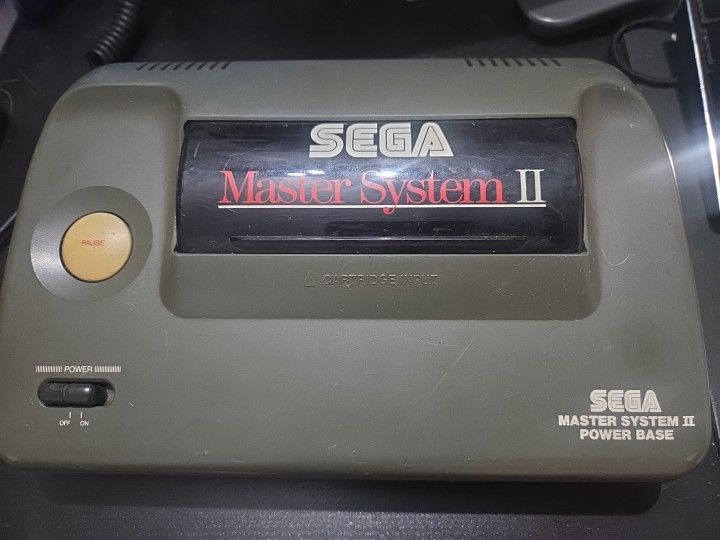 SEGA
Master System II
PAUSE
△ CARTRIDGE INPUT
POWER
OFF ON
SEGA
MASTER SYSTEM II
POWER BASE